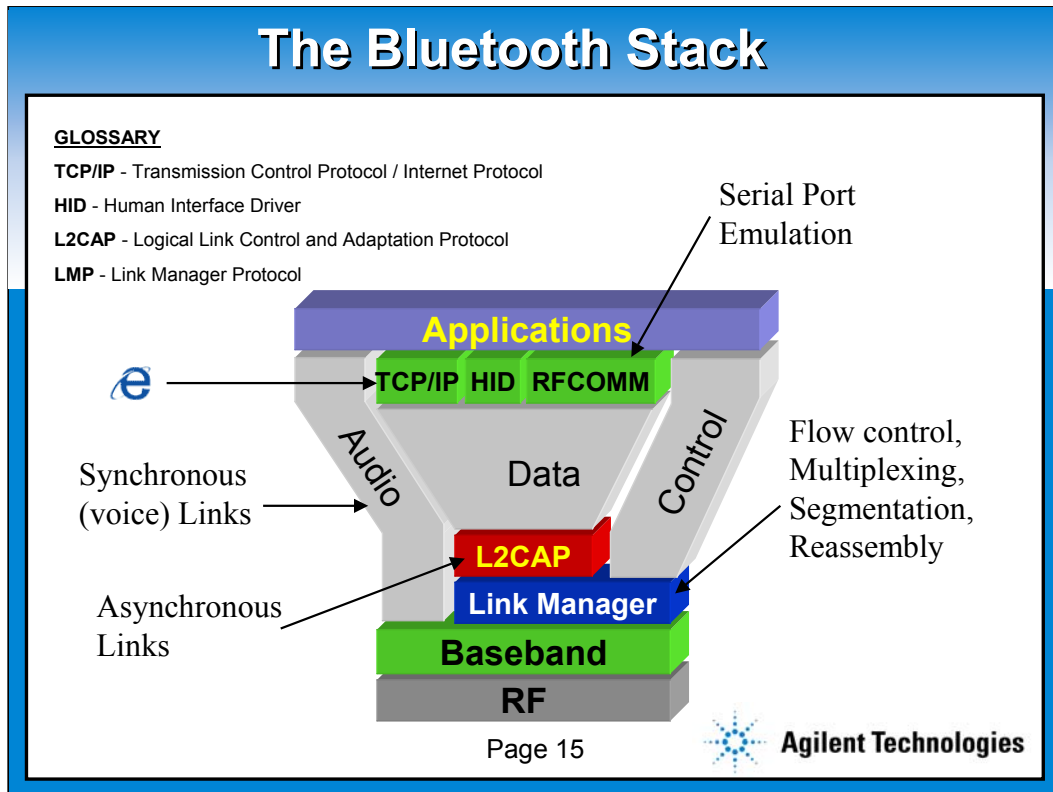 The Bluetooth Stack
GLOSSARY
TCP/IP - Transmission Control Protocol / Internet Protocol
HID - Human Interface Driver
L2CAP - Logical Link Control and Adaptation Protocol
LMP - Link Manager Protocol
Serial Port
Emulation
Applications
TCP/IP HID RFCOMM
Audio
Data
Control
Synchronous
(voice) Links
Flow control,
Multiplexing,
Segmentation,
Reassembly
L2CAP
Asynchronous
Links
Link Manager
Baseband
RF
Page 15
Agilent Technologies